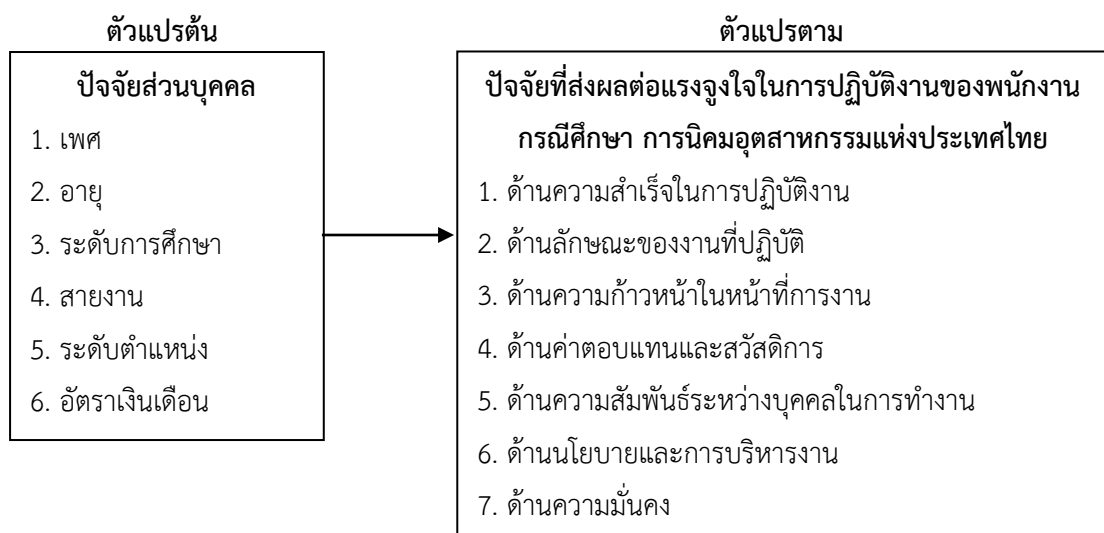 ตัวแปรต้น
ปัจจัยส่วนบุคคล
1. เพศ
2. อายุ
3. ระดับการศึกษา
4. สายงาน
5. ระดับตำแหน่ง
6. อัตราเงินเดือน
ตัวแปรตาม
ปัจจัยที่ส่งผลต่อแรงจูงใจในการปฏิบัติงานของพนักงาน
กรณีศึกษา การนิคมอุตสาหกรรมแห่งประเทศไทย
1. ด้านความสำเร็จในการปฏิบัติงาน
2. ด้านลักษณะของงานที่ปฏิบัติ
3. ด้านความก้าวหน้าในหน้าที่การงาน
4. ด้านค่าตอบแทนและสวัสดิการ
5. ด้านความสัมพันธ์ระหว่างบุคคลในการทำงาน
6. ด้านนโยบายและการบริหารงาน
7. ด้านความมั่นคง